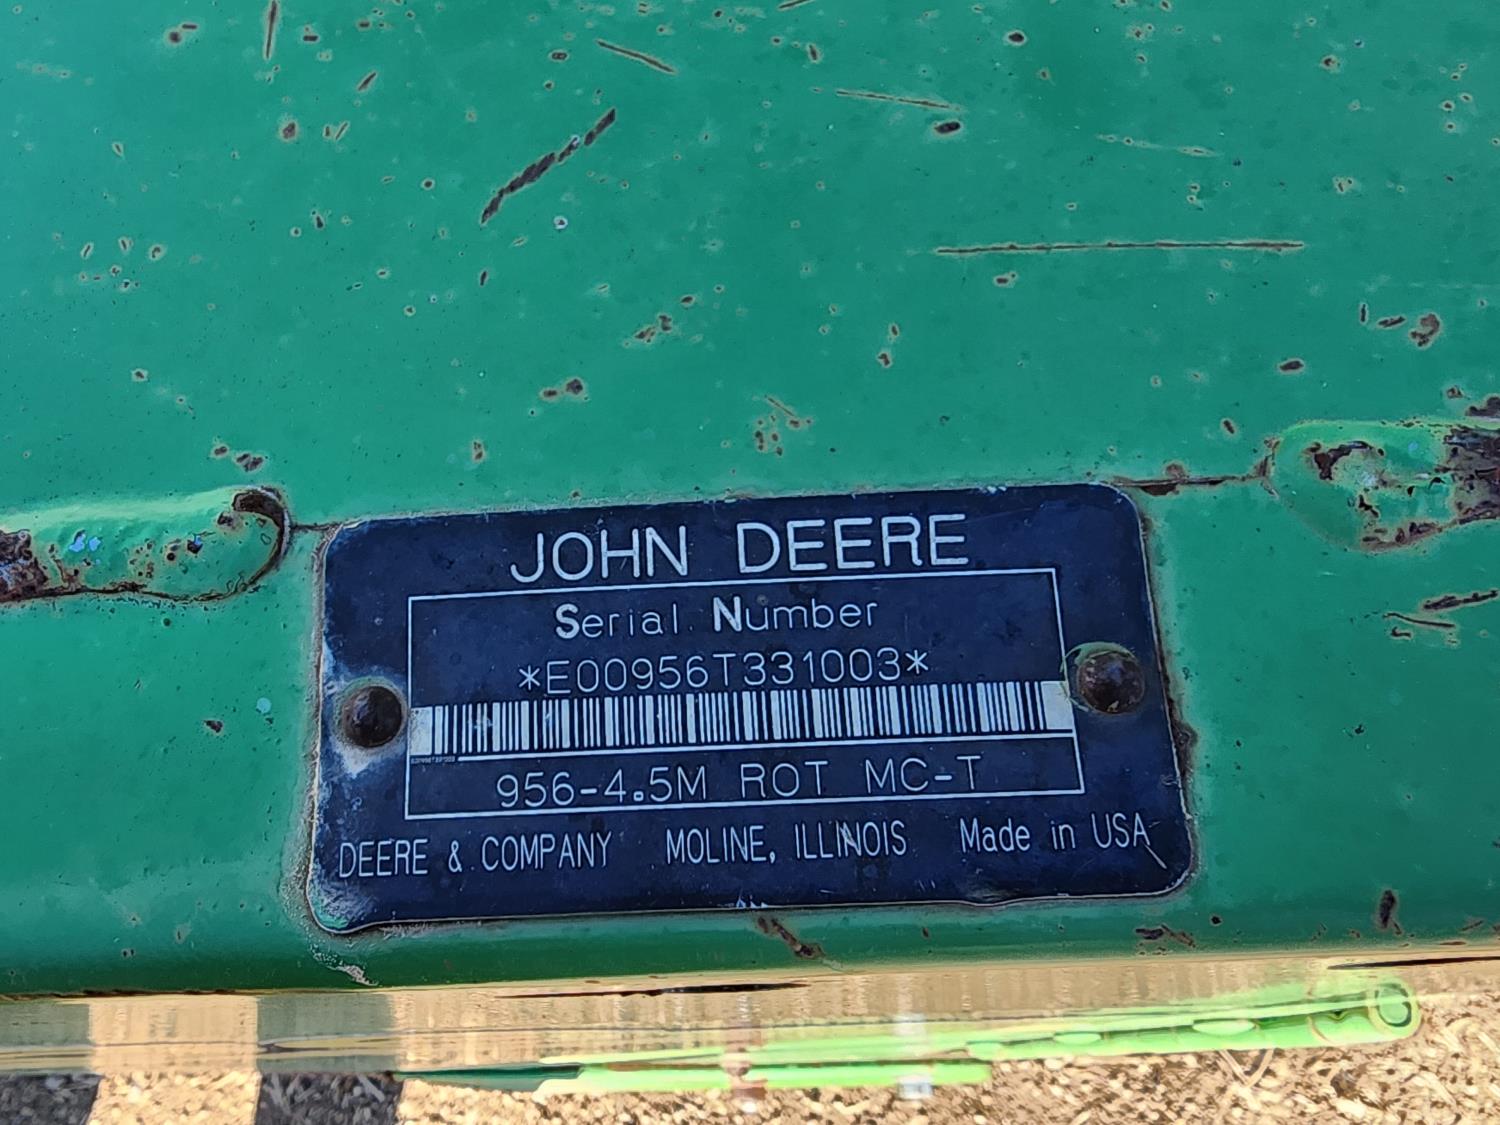 JOHN DEERE
Serial Number
*E00956T331003*
956-4.5M ROT MC-T
DEERE & COMPANY MOLINE, ILLINOIS Made in USA